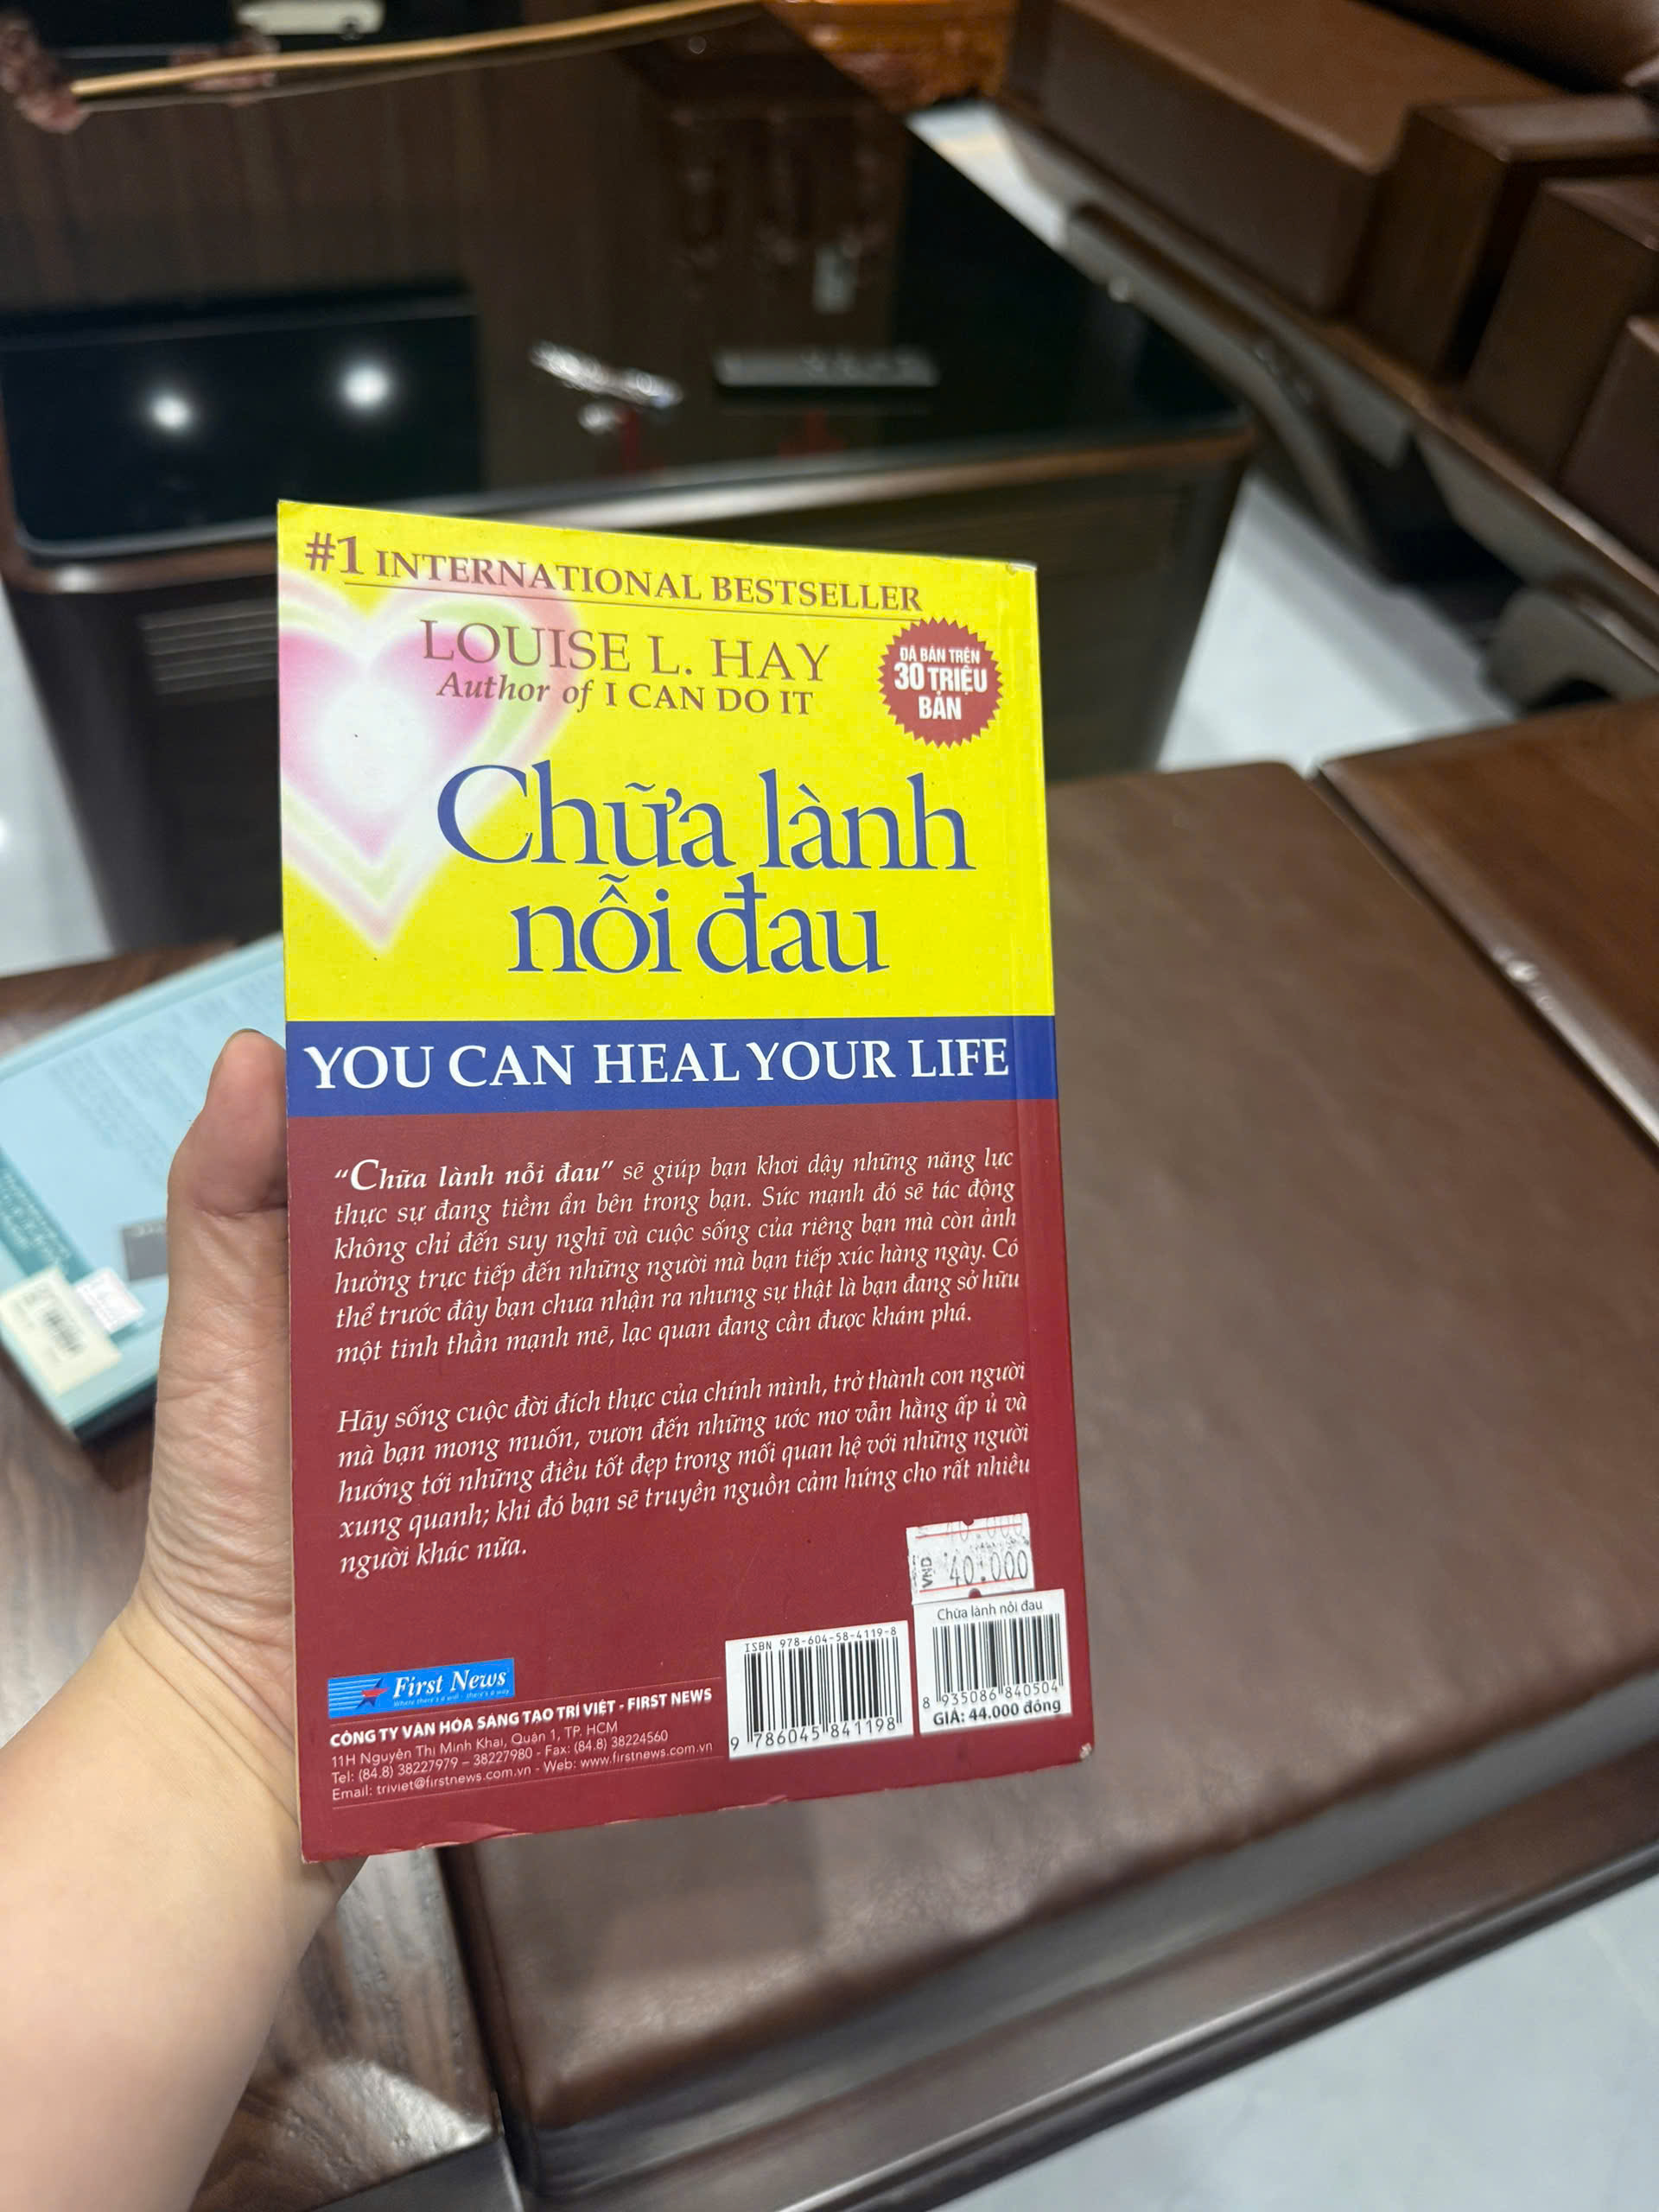 #1 INTERNATIONAL BESTSELLER
LOUISE L. HAY
Author of I CAN DO IT
ĐÃ BÁN TRÊN
30 TRIỆU
BẢN
Chữa lành
nỗi đau
YOU CAN HEAL YOUR LIFE
“Chữa lành nỗi đau” sẽ giúp bạn khơi dậy những năng lực
thực sự đang tiềm ẩn bên trong bạn. Sức mạnh đó sẽ tác động
không chỉ đến suy nghĩ và cuộc sống của riêng bạn mà còn ảnh
hưởng trực tiếp đến những người mà bạn tiếp xúc hàng ngày. Có
thể trước đây bạn chưa nhận ra nhưng sự thật là bạn đang sở hữu
một tinh thần mạnh mẽ, lạc quan đang cần được khám phá.
Hãy sống cuộc đời đích thực của chính mình, trở thành con người
mà bạn mong muốn, vươn đến những ước mơ vẫn hằng ấp ủ và
hướng tới những điều tốt đẹp trong mối quan hệ với những người
xung quanh; khi đó bạn sẽ truyền nguồn cảm hứng cho rất nhiều
người khác nữa.
40.000
VND 40.000
Chữa lành nỗi đau
ISBN 978-604-58-4119-8
8 935086 840504
GIÁ: 44.000 đồng
9 786045 841198
First News
Where there's a will - there's a way
CÔNG TY VĂN HÓA SÁNG TẠO TRÍ VIỆT - FIRST NEWS
11H Nguyễn Thị Minh Khai, Quận 1, TP. HCM
Tel: (84.8) 38227979 – 38227980 - Fax: (84.8) 38224560
Email: triviet@firstnews.com.vn - Web: www.firstnews.com.vn